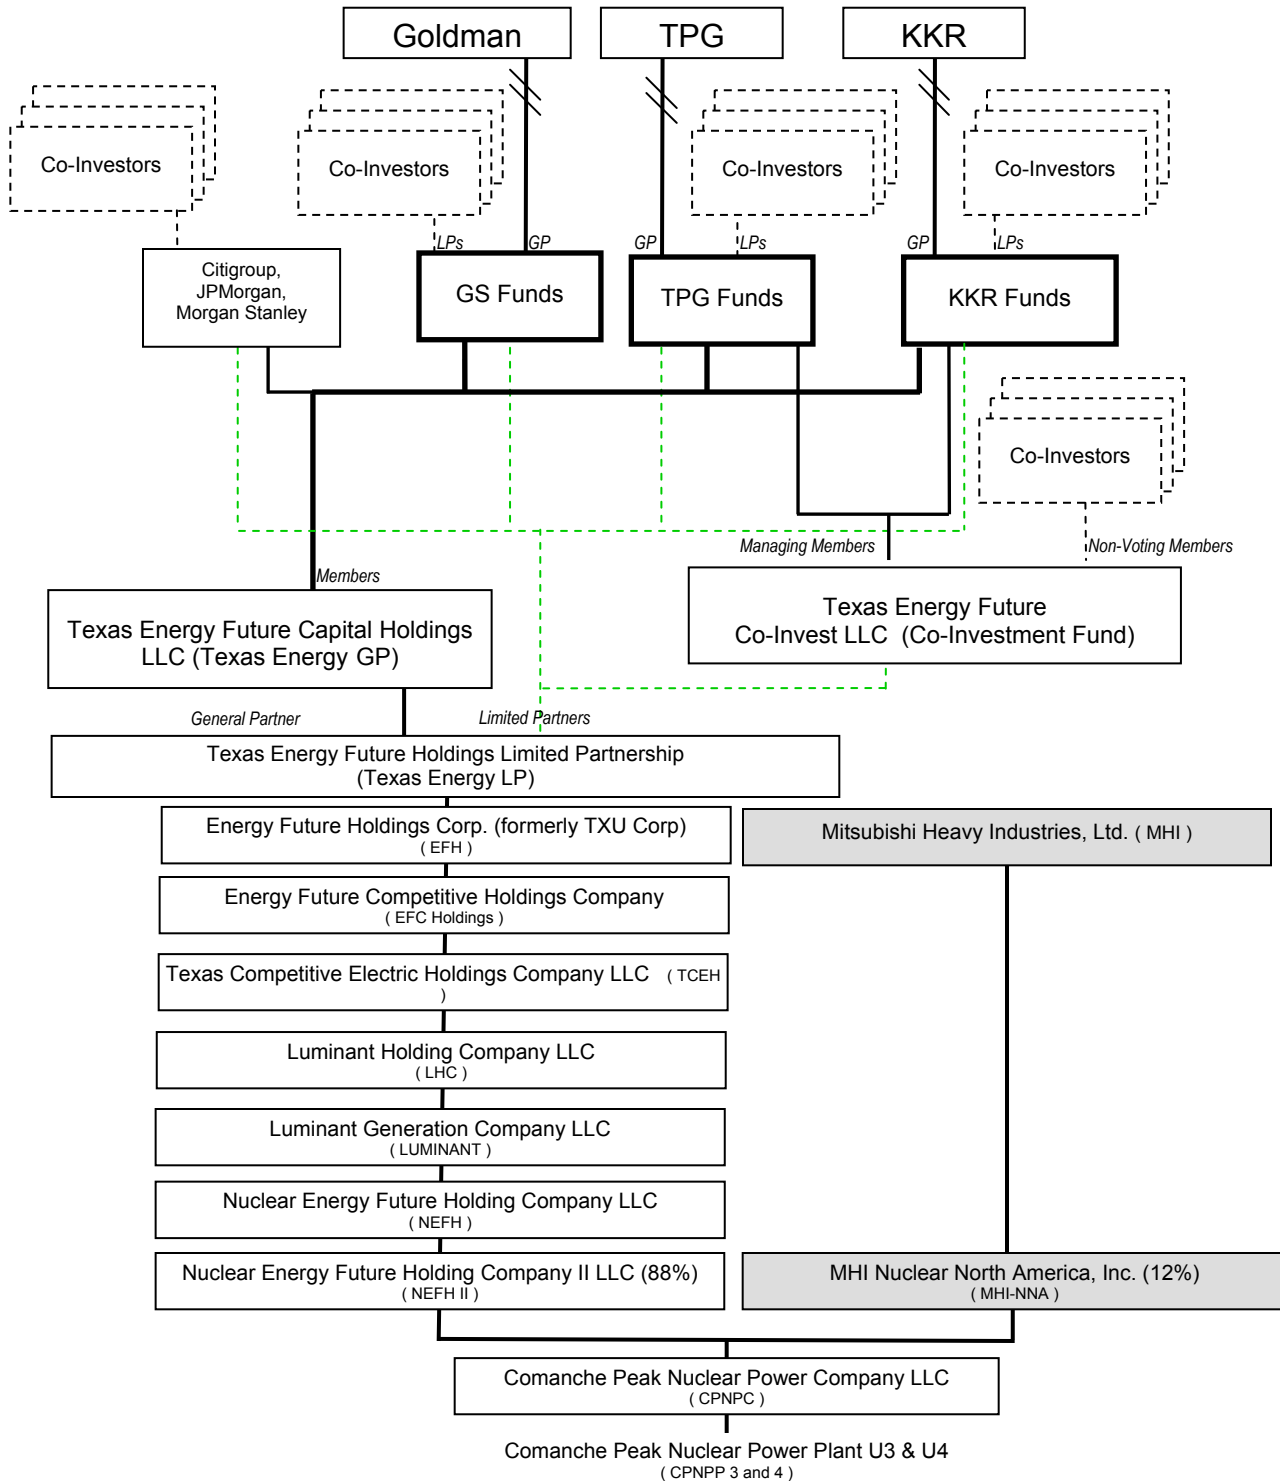 Goldman
TPG
KKR
Co-Investors
Co-Investors
Co-Investors
Co-Investors
LPs
GP
GP
LPs
GP
LPs
Citigroup,
JPMorgan,
Morgan Stanley
GS Funds
TPG Funds
KKR Funds
Co-Investors
Managing Members
Non-Voting Members
Members
Texas Energy Future Capital Holdings
LLC (Texas Energy GP)
Texas Energy Future
Co-Invest LLC (Co-Investment Fund)
General Partner
Limited Partners
Texas Energy Future Holdings Limited Partnership
(Texas Energy LP)
Energy Future Holdings Corp. (formerly TXU Corp)
( EFH )
Mitsubishi Heavy Industries, Ltd. ( MHI )
Energy Future Competitive Holdings Company
( EFC Holdings )
Texas Competitive Electric Holdings Company LLC ( TCEH
)
Luminant Holding Company LLC
( LHC )
Luminant Generation Company LLC
( LUMINANT )
Nuclear Energy Future Holding Company LLC
( NEFH )
Nuclear Energy Future Holding Company II LLC (88%)
( NEFH II )
MHI Nuclear North America, Inc. (12%)
( MHI-NNA )
Comanche Peak Nuclear Power Company LLC
( CPNPC )
Comanche Peak Nuclear Power Plant U3 & U4
( CPNPP 3 and 4 )